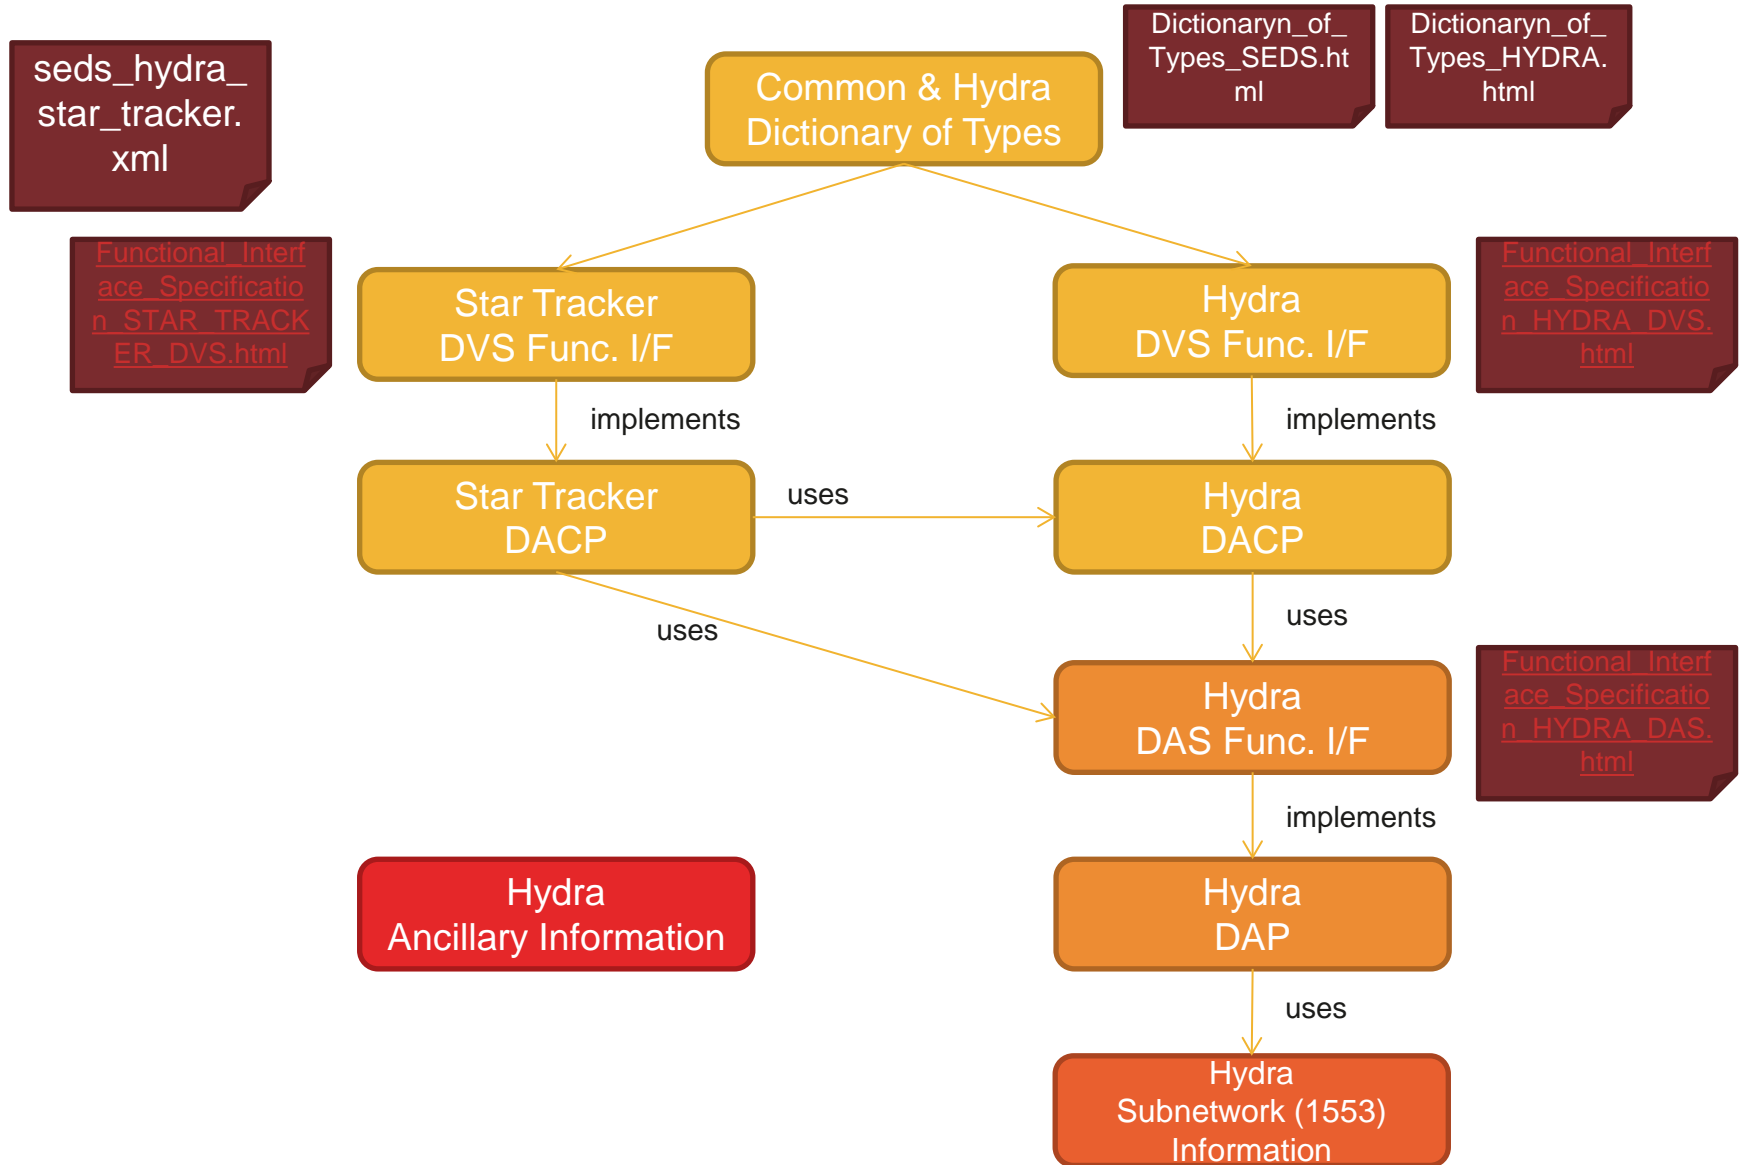 Dictionaryn_of_
Types_SEDS.ht
ml
Dictionaryn_of_
Types_HYDRA.
html
seds_hydra_
star_tracker.
xml
Common & Hydra
Dictionary of Types
Functional_Interf
ace_Specificatio
n_STAR_TRACK
ER_DVS.html
Star Tracker
DVS Func. I/F
Hydra
DVS Func. I/F
Functional_Interf
ace_Specificatio
n_HYDRA_DVS.
html
implements
implements
Star Tracker
DACP
uses
Hydra
DACP
uses
uses
Hydra
DAS Func. I/F
Functional_Interf
ace_Specificatio
n_HYDRA_DAS.
html
implements
Hydra
Ancillary Information
Hydra
DAP
uses
Hydra
Subnetwork (1553)
Information